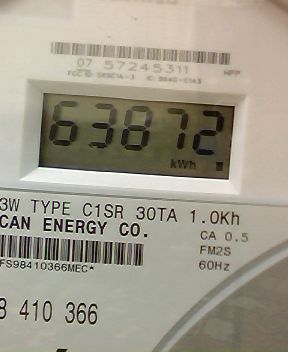 07 57245311
63872
kWh
3W TYPE C1SR 30TA 1.0Kh
CAN ENERGY CO.
CA 0.5
FM2S
FS98410366MEC*
60Hz
8 410 366